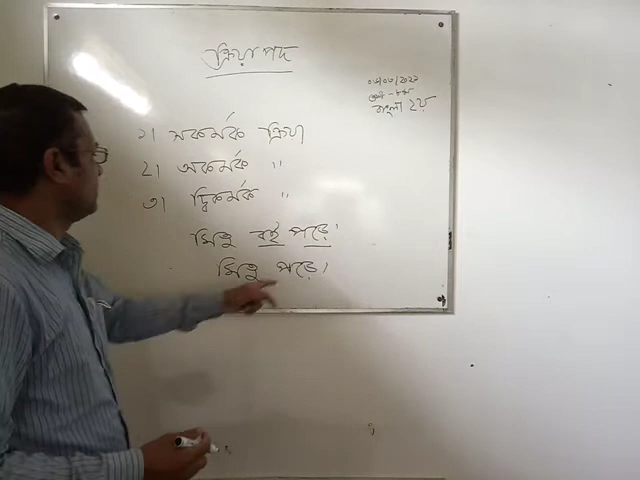 ক্রিয়া পদ
০৬/০৩/২০২২
শ্রেণী - ৮ম
বাংলা ২য়
১। সকর্মক ক্রিয়া
২। অকর্মক "
৩। দ্বিকর্মক "
মিতু বই পড়ে।
মিতু পড়ে।